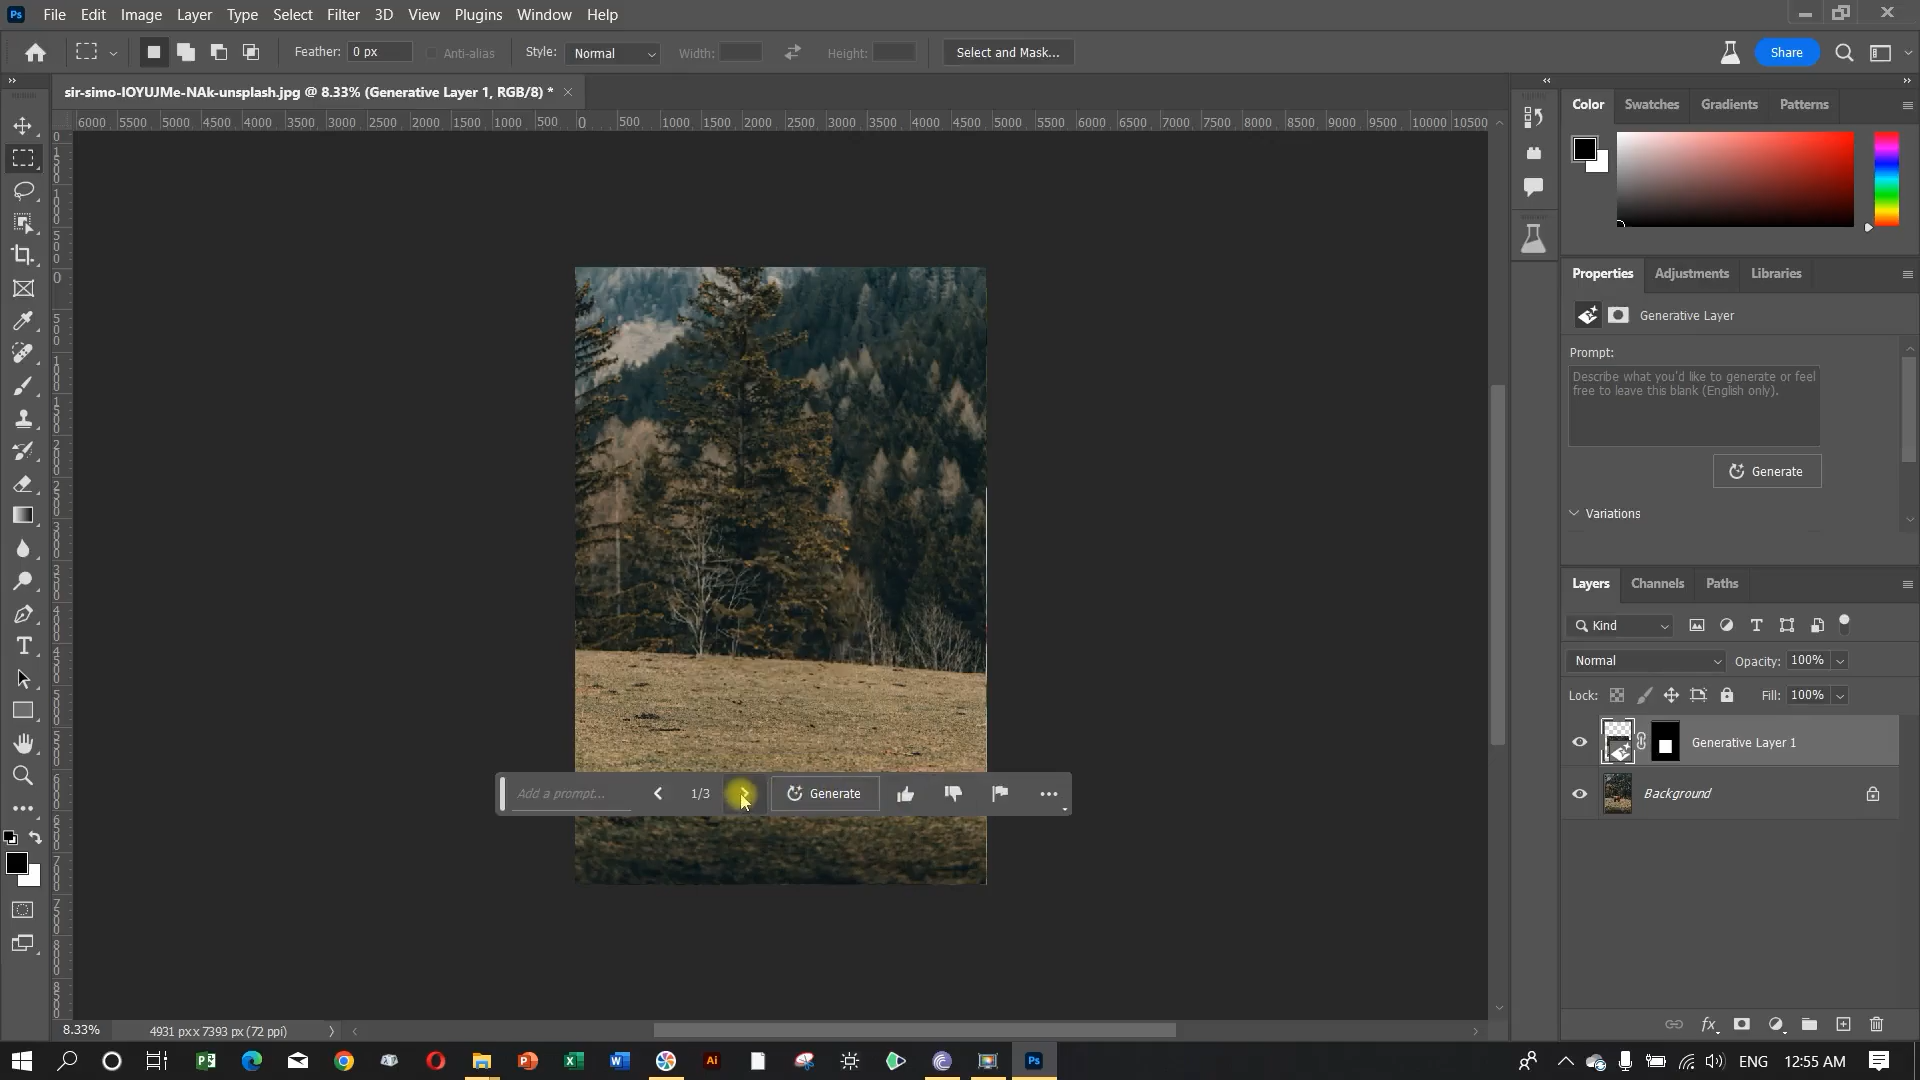 Ps File Edit Image Layer Type Select Filter 3D View Plugins Window Help
Feather: 0 px Anti-alias Style: Normal Width: Height: Select and Mask... Share
sir-simo-IOYUJMe-NAk-unsplash.jpg @ 8.33% (Generative Layer 1, RGB/8) *
6000 5500 5000 4500 4000 3500 3000 2500 2000 1500 1000 500 0 500 1000 1500 2000 2500 3000 3500 4000 4500 5000 5500 6000 6500 7000 7500 8000 8500 9000 9500 10000 10500
Color Swatches Gradients Patterns
Properties Adjustments Libraries
Generative Layer
Prompt:
Describe what you'd like to generate or feel
free to leave this blank (English only).
Generate
Variations
Layers Channels Paths
Kind
Normal Opacity: 100%
Lock: Fill: 100%
Generative Layer 1
Background
Add a prompt... 1/3 Generate
8.33% 4931 px x 7393 px (72 ppi)
Ai Ps ENG 12:55 AM